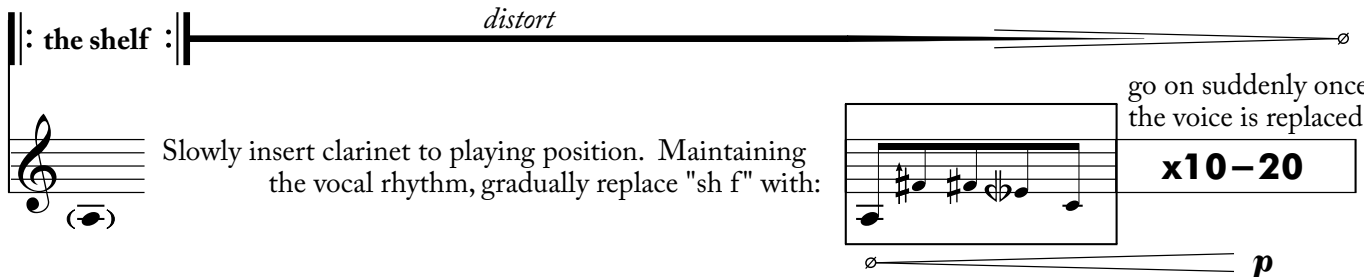 distort
the shelf
go on suddenly once
the voice is replaced
Slowly insert clarinet to playing position. Maintaining
the vocal rhythm, gradually replace "sh f" with:
x10–20
p